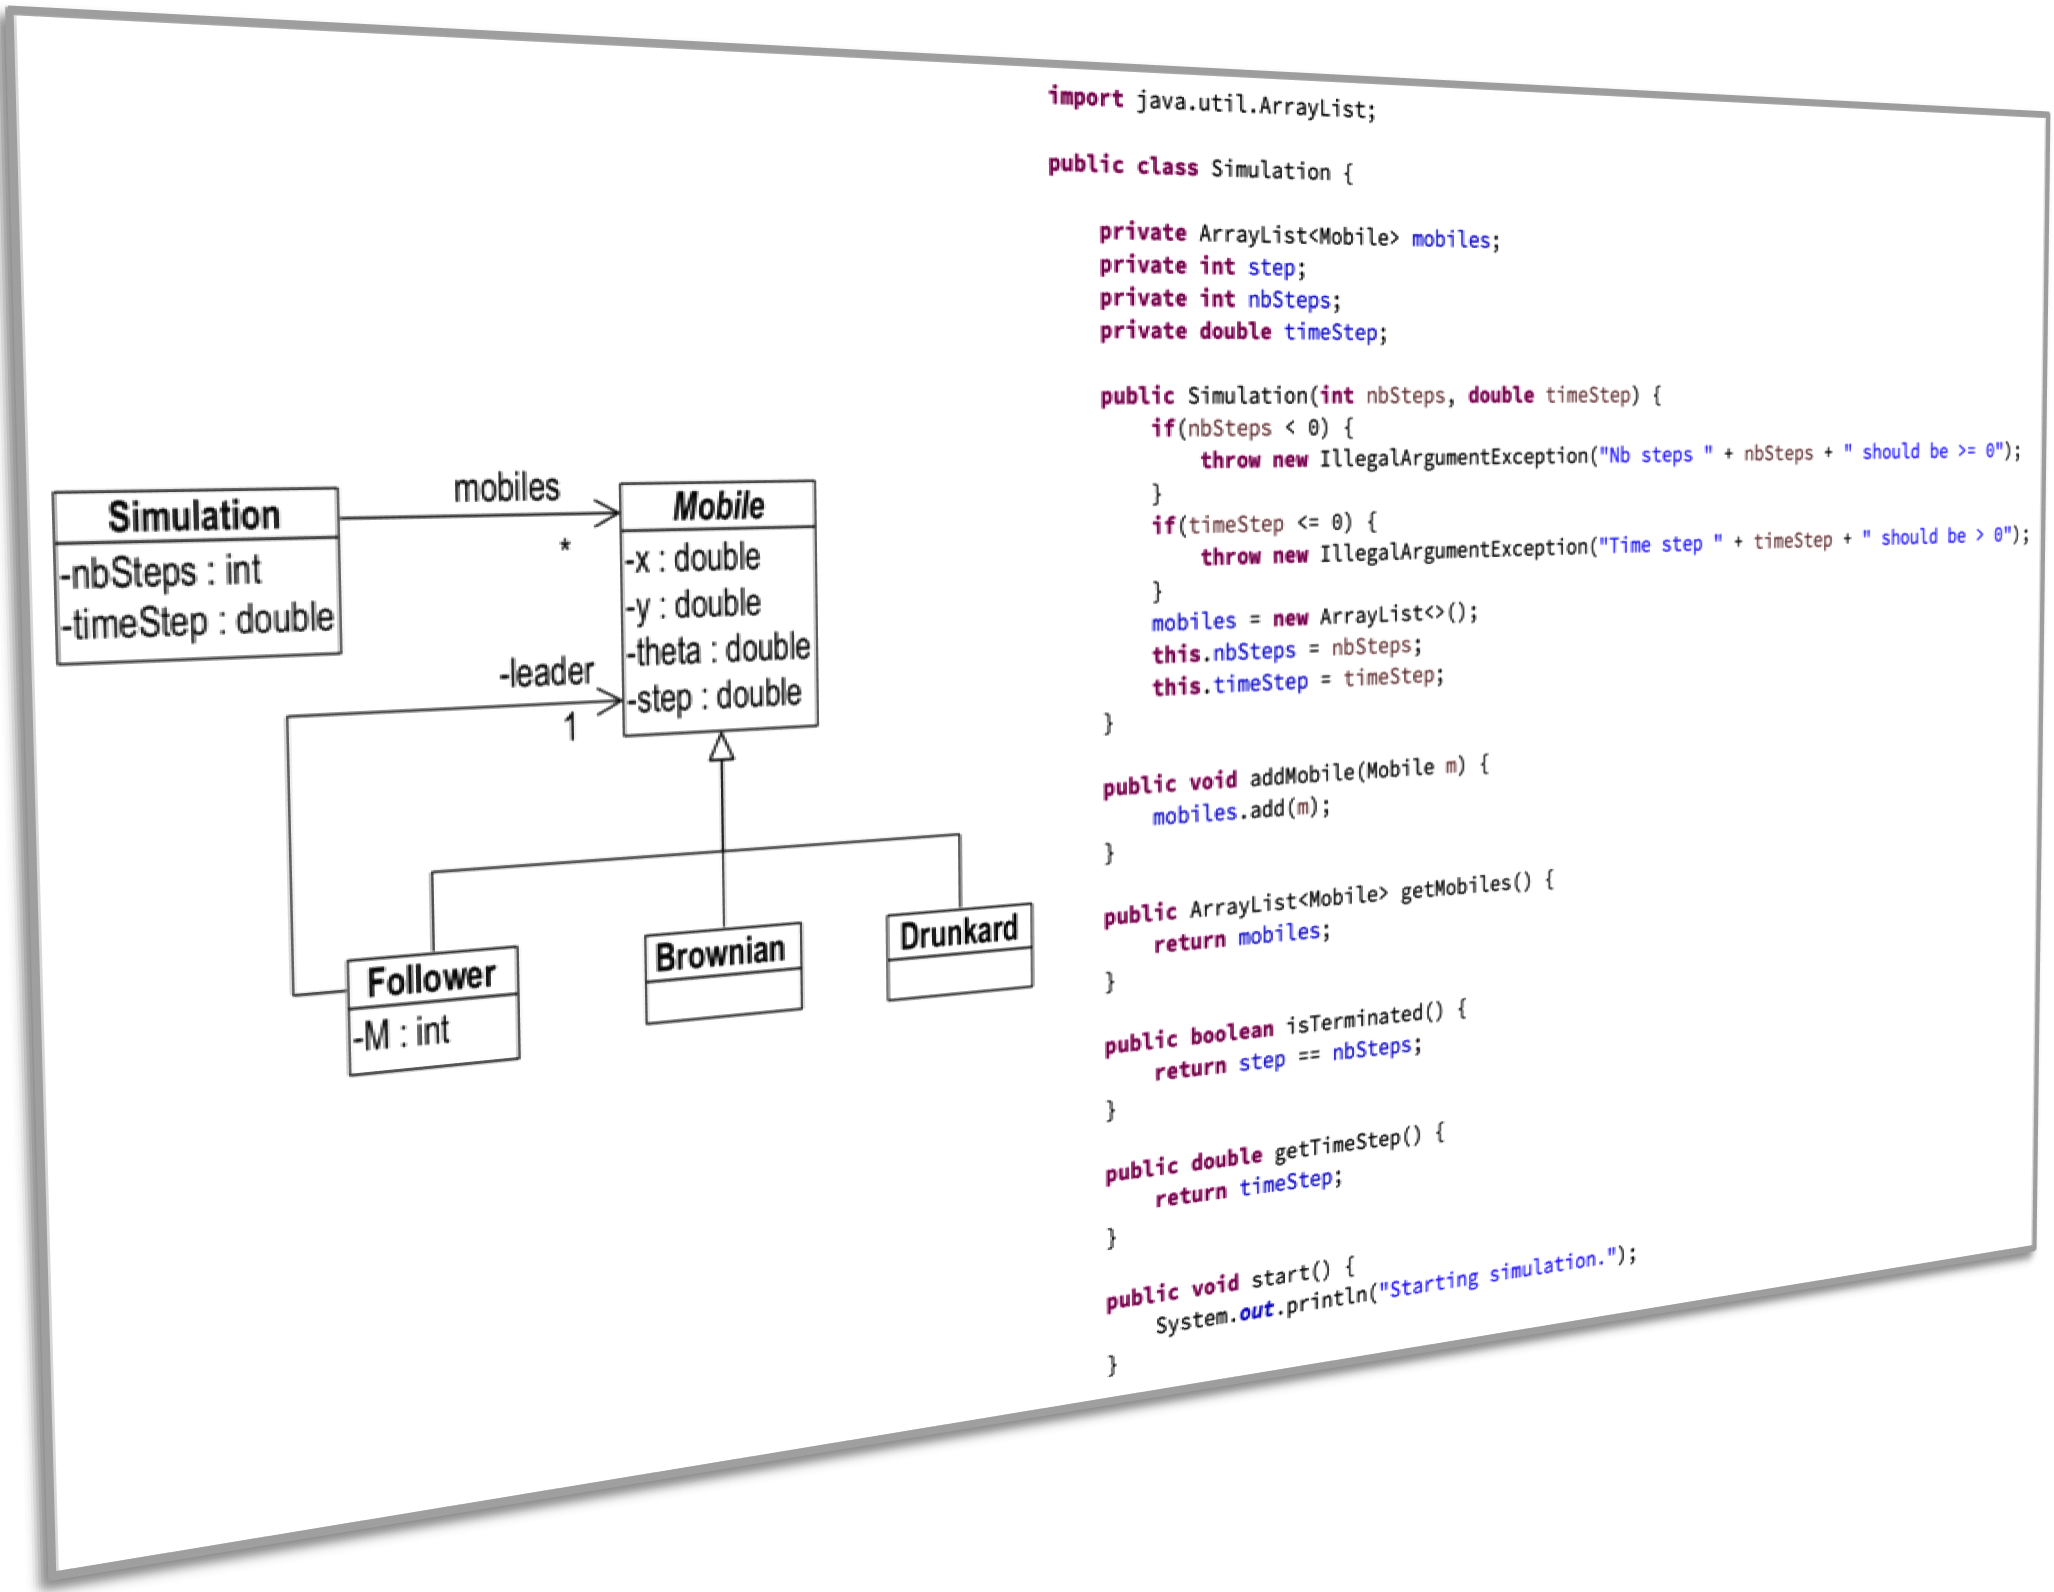 Simulation
-nbSteps : int
-timeStep : double
mobiles
*
Mobile
-x : double
-y : double
-theta : double
-step : double
-leader
1
Follower
-M : int
Brownian
Drunkard
import java.util.ArrayList;
public class Simulation {
private ArrayList<Mobile> mobiles;
private int step;
private int nbSteps;
private double timeStep;
public Simulation(int nbSteps, double timeStep) {
if(nbSteps < 0) {
throw new IllegalArgumentException("Nb steps " + nbSteps + " should be >= 0");
}
if(timeStep <= 0) {
throw new IllegalArgumentException("Time step " + timeStep + " should be > 0");
}
mobiles = new ArrayList<>();
this.nbSteps = nbSteps;
this.timeStep = timeStep;
}
public void addMobile(Mobile m) {
mobiles.add(m);
}
public ArrayList<Mobile> getMobiles() {
return mobiles;
}
public boolean isTerminated() {
return step == nbSteps;
}
public double getTimeStep() {
return timeStep;
}
public void start() {
System.out.println("Starting simulation.");
}